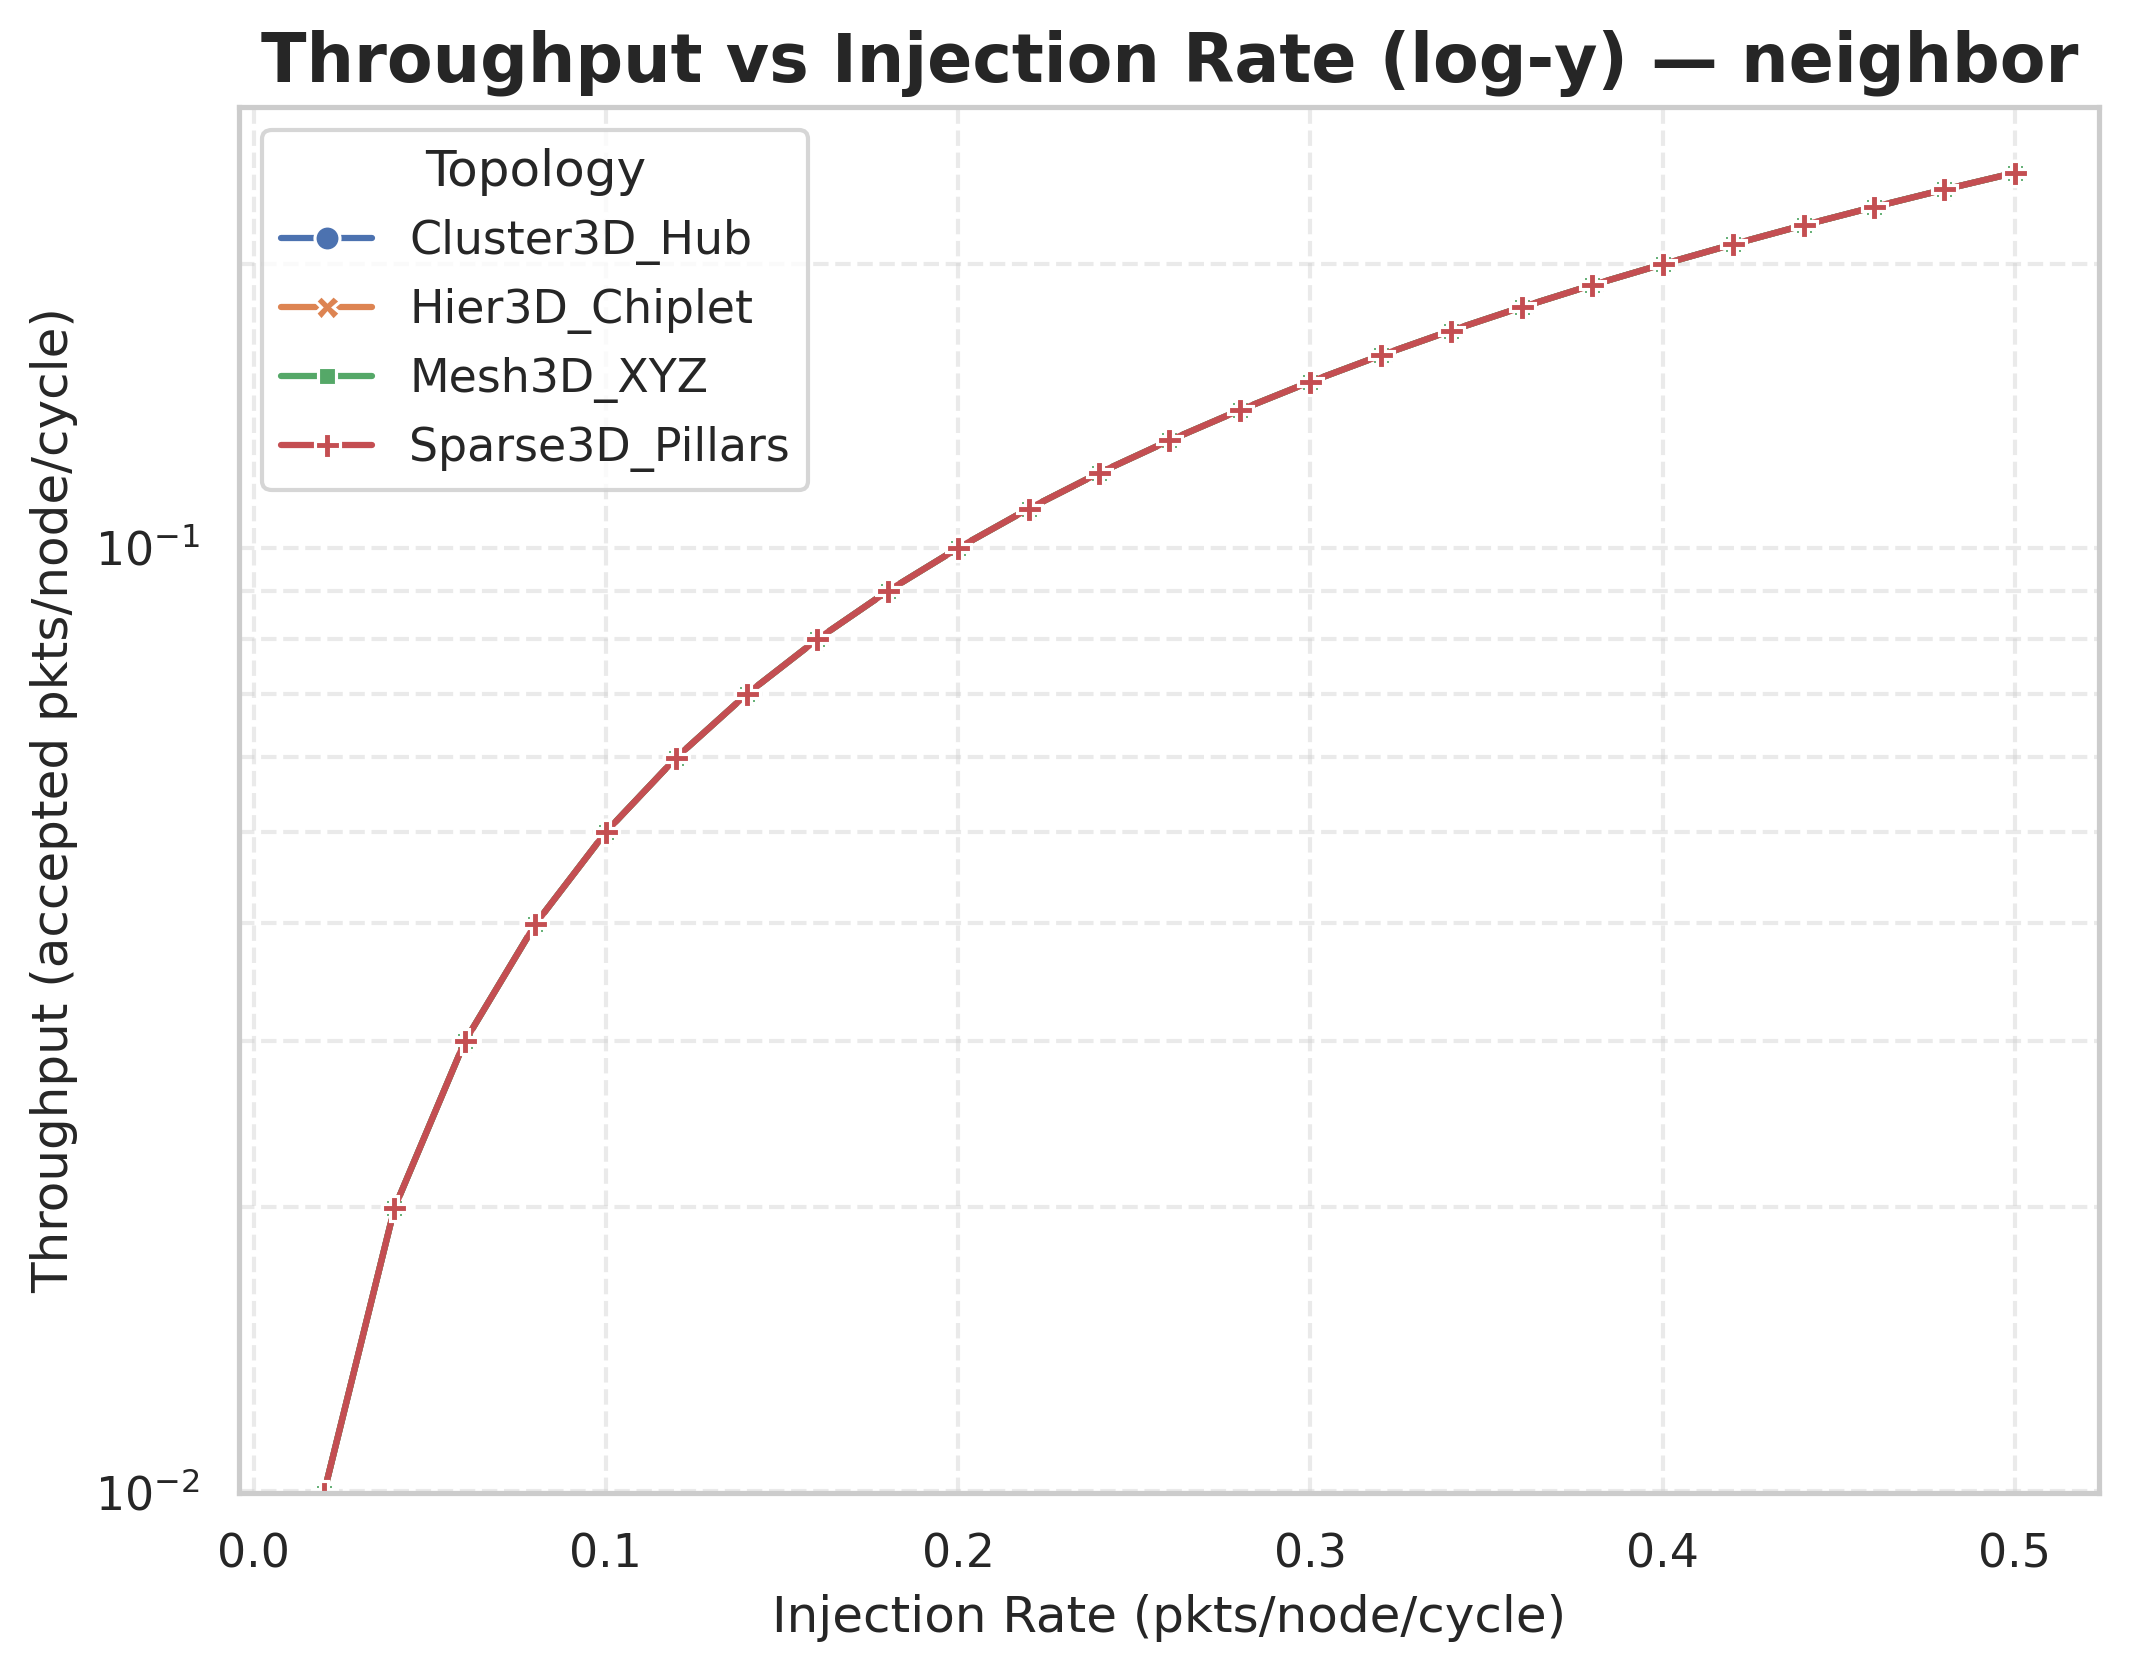 Throughput vs Injection Rate (log-y) — neighbor
Topology
Cluster3D_Hub
Hier3D_Chiplet
Mesh3D_XYZ
Sparse3D_Pillars
Throughput (accepted pkts/node/cycle)
10⁻¹
10⁻²
0.0 0.1 0.2 0.3 0.4 0.5
Injection Rate (pkts/node/cycle)